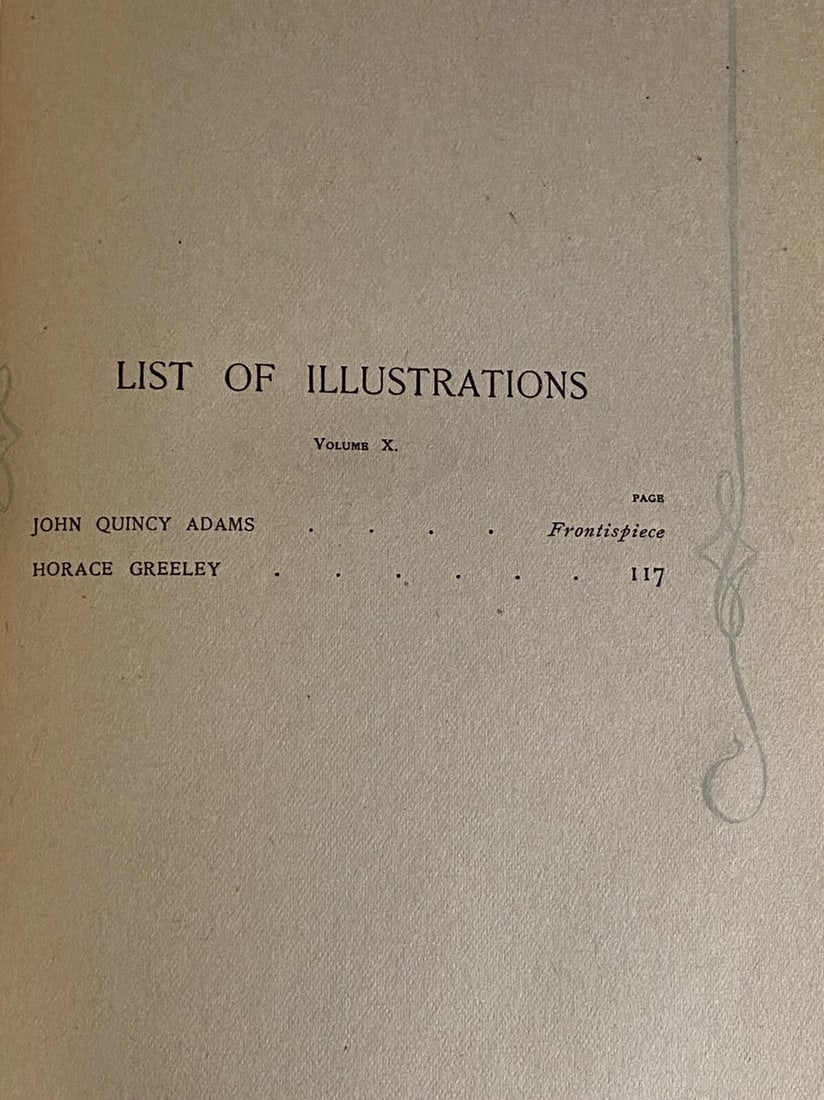 LIST OF ILLUSTRATIONS
VOLUME X.
PAGE
JOHN QUINCY ADAMS . . . . Frontispiece
HORACE GREELEY . . . . . . 117